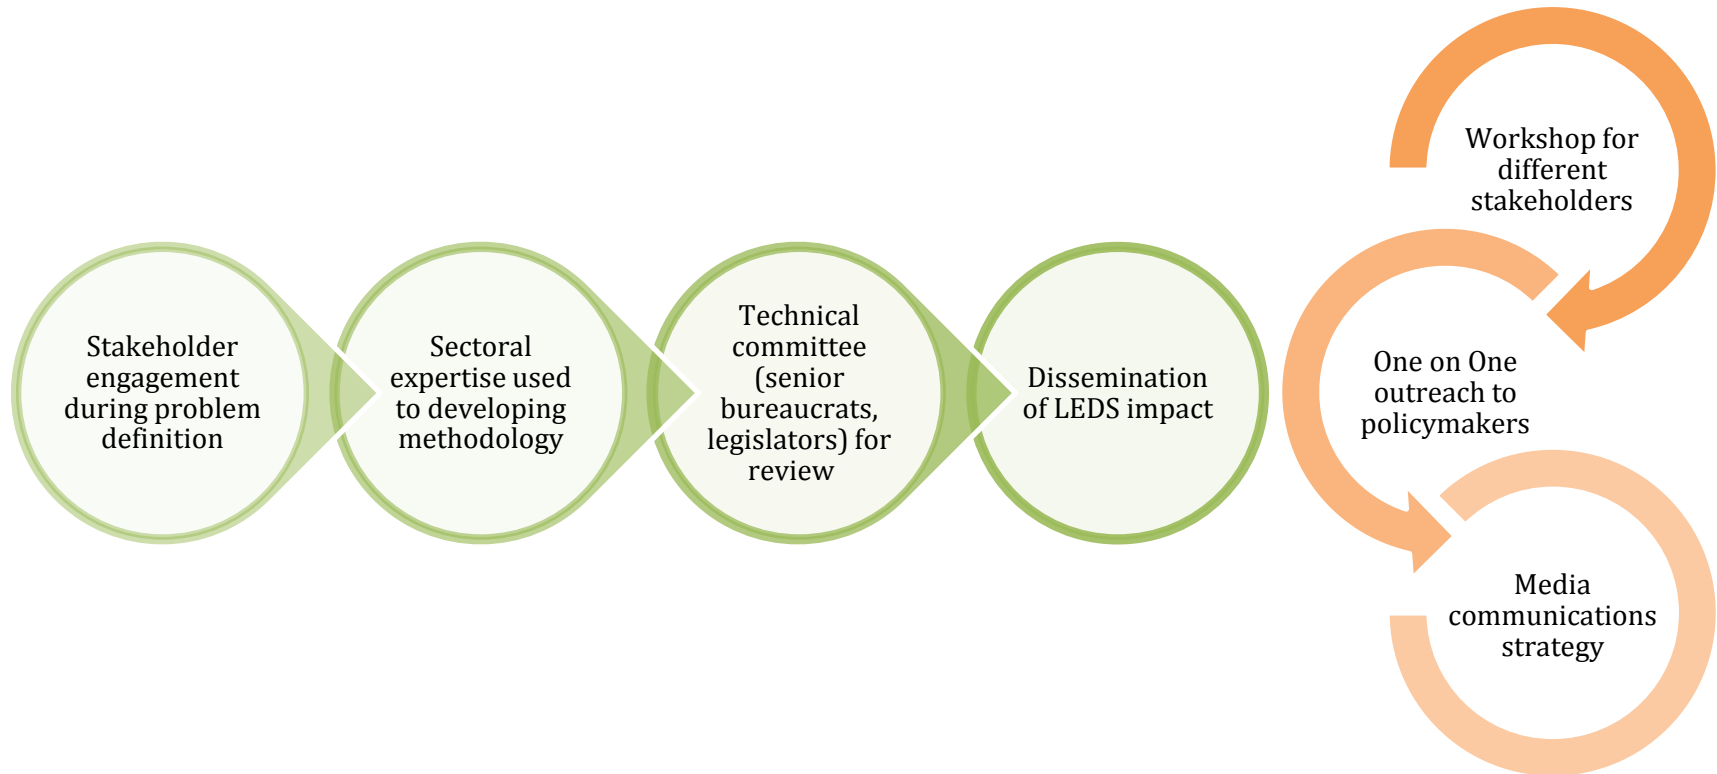 Stakeholder
engagement
during problem
definition
Sectoral
expertise used
to developing
methodology
Technical
committee
(senior
bureaucrats,
legislators) for
review
Dissemination
of LEDS impact
Workshop for
different
stakeholders
One on One
outreach to
policymakers
Media
communications
strategy